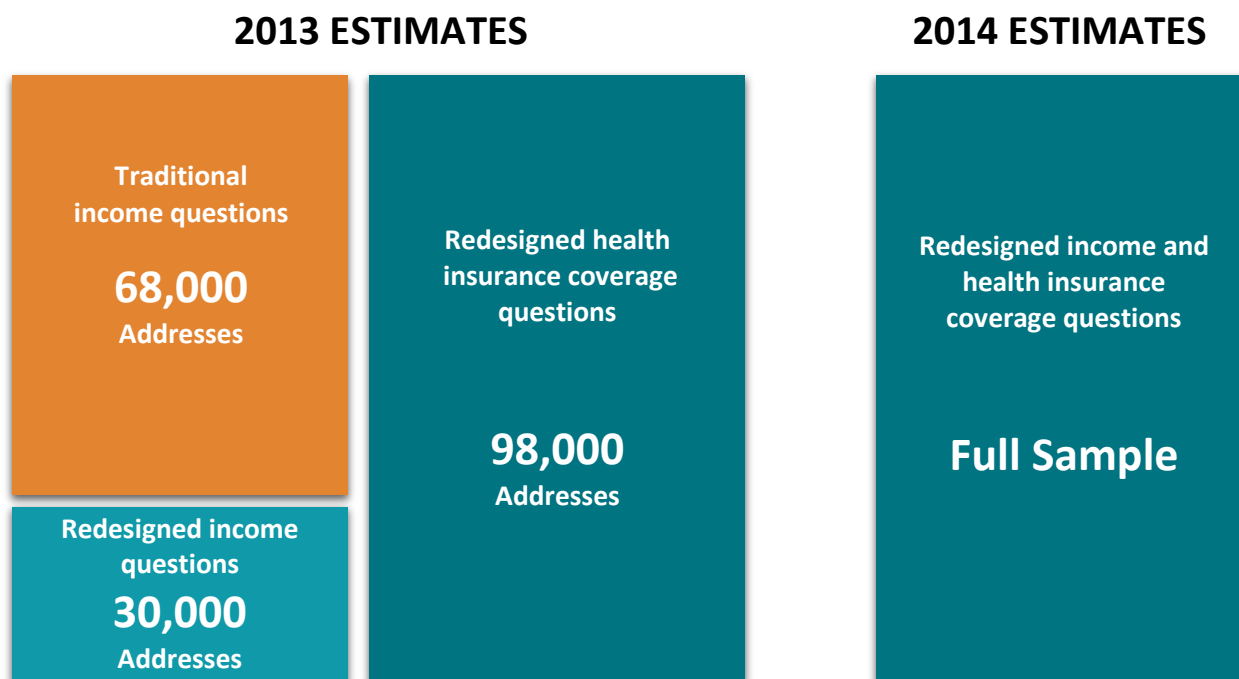 2013 ESTIMATES
2014 ESTIMATES
Traditional
income questions
68,000
Addresses
Redesigned income
questions
30,000
Addresses
Redesigned health
insurance coverage
questions
98,000
Addresses
Redesigned income and
health insurance
coverage questions
Full Sample